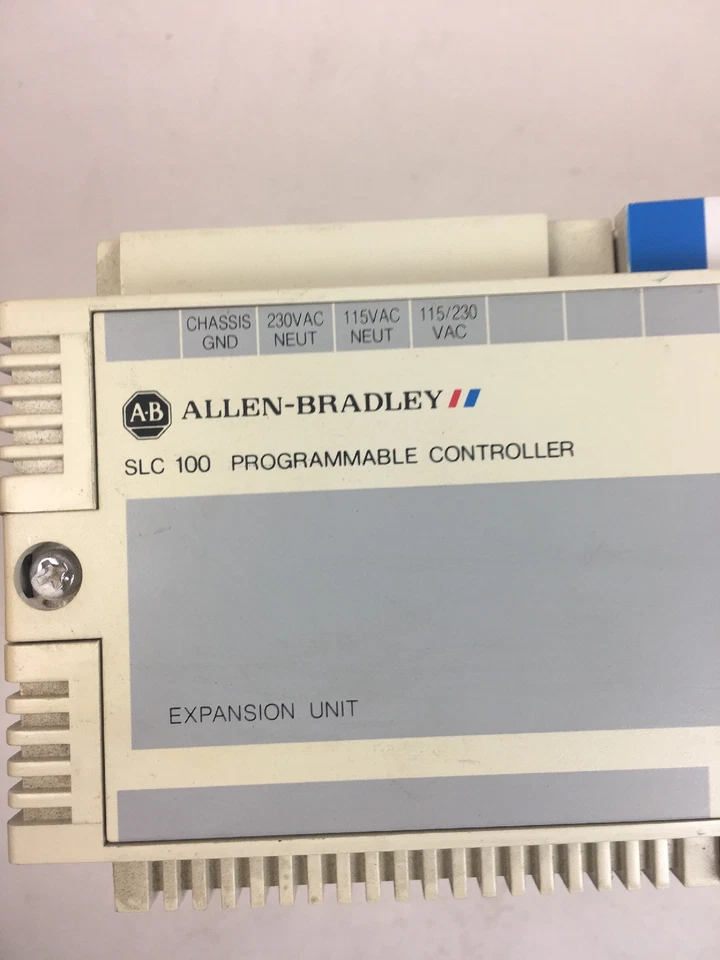 CHASSIS GND 230VAC NEUT 115VAC NEUT 115/230 VAC
A·B ALLEN-BRADLEY
SLC 100 PROGRAMMABLE CONTROLLER
EXPANSION UNIT